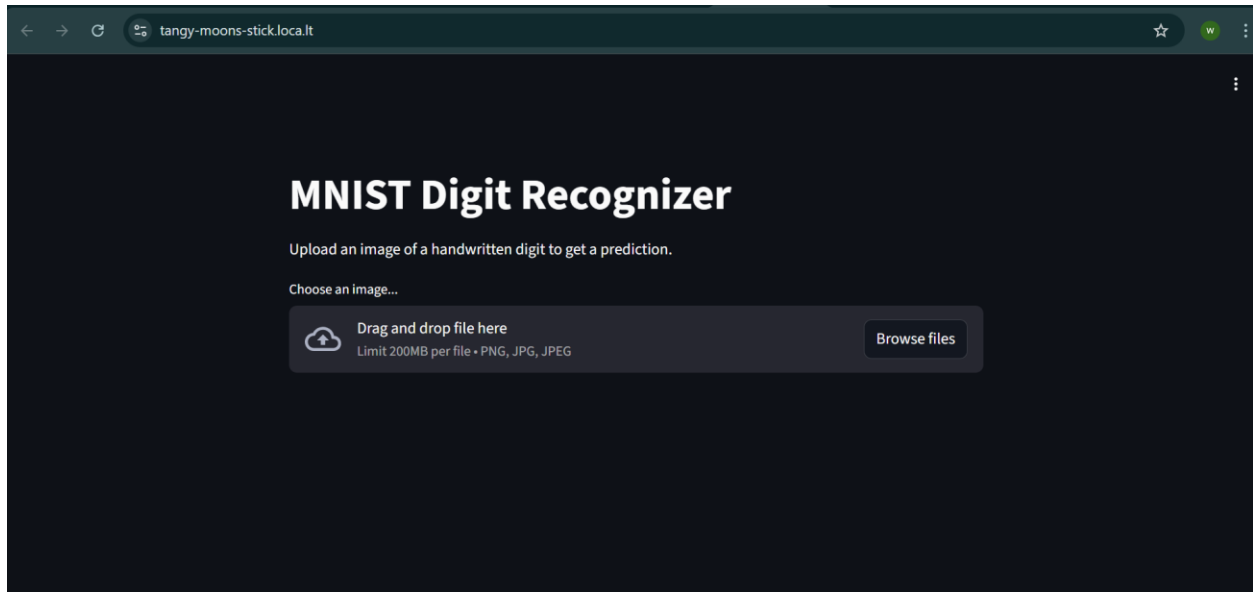 tangy-moons-stick.loca.lt
W
MNIST Digit Recognizer
Upload an image of a handwritten digit to get a prediction.
Choose an image...
Drag and drop file here
Limit 200MB per file • PNG, JPG, JPEG
Browse files